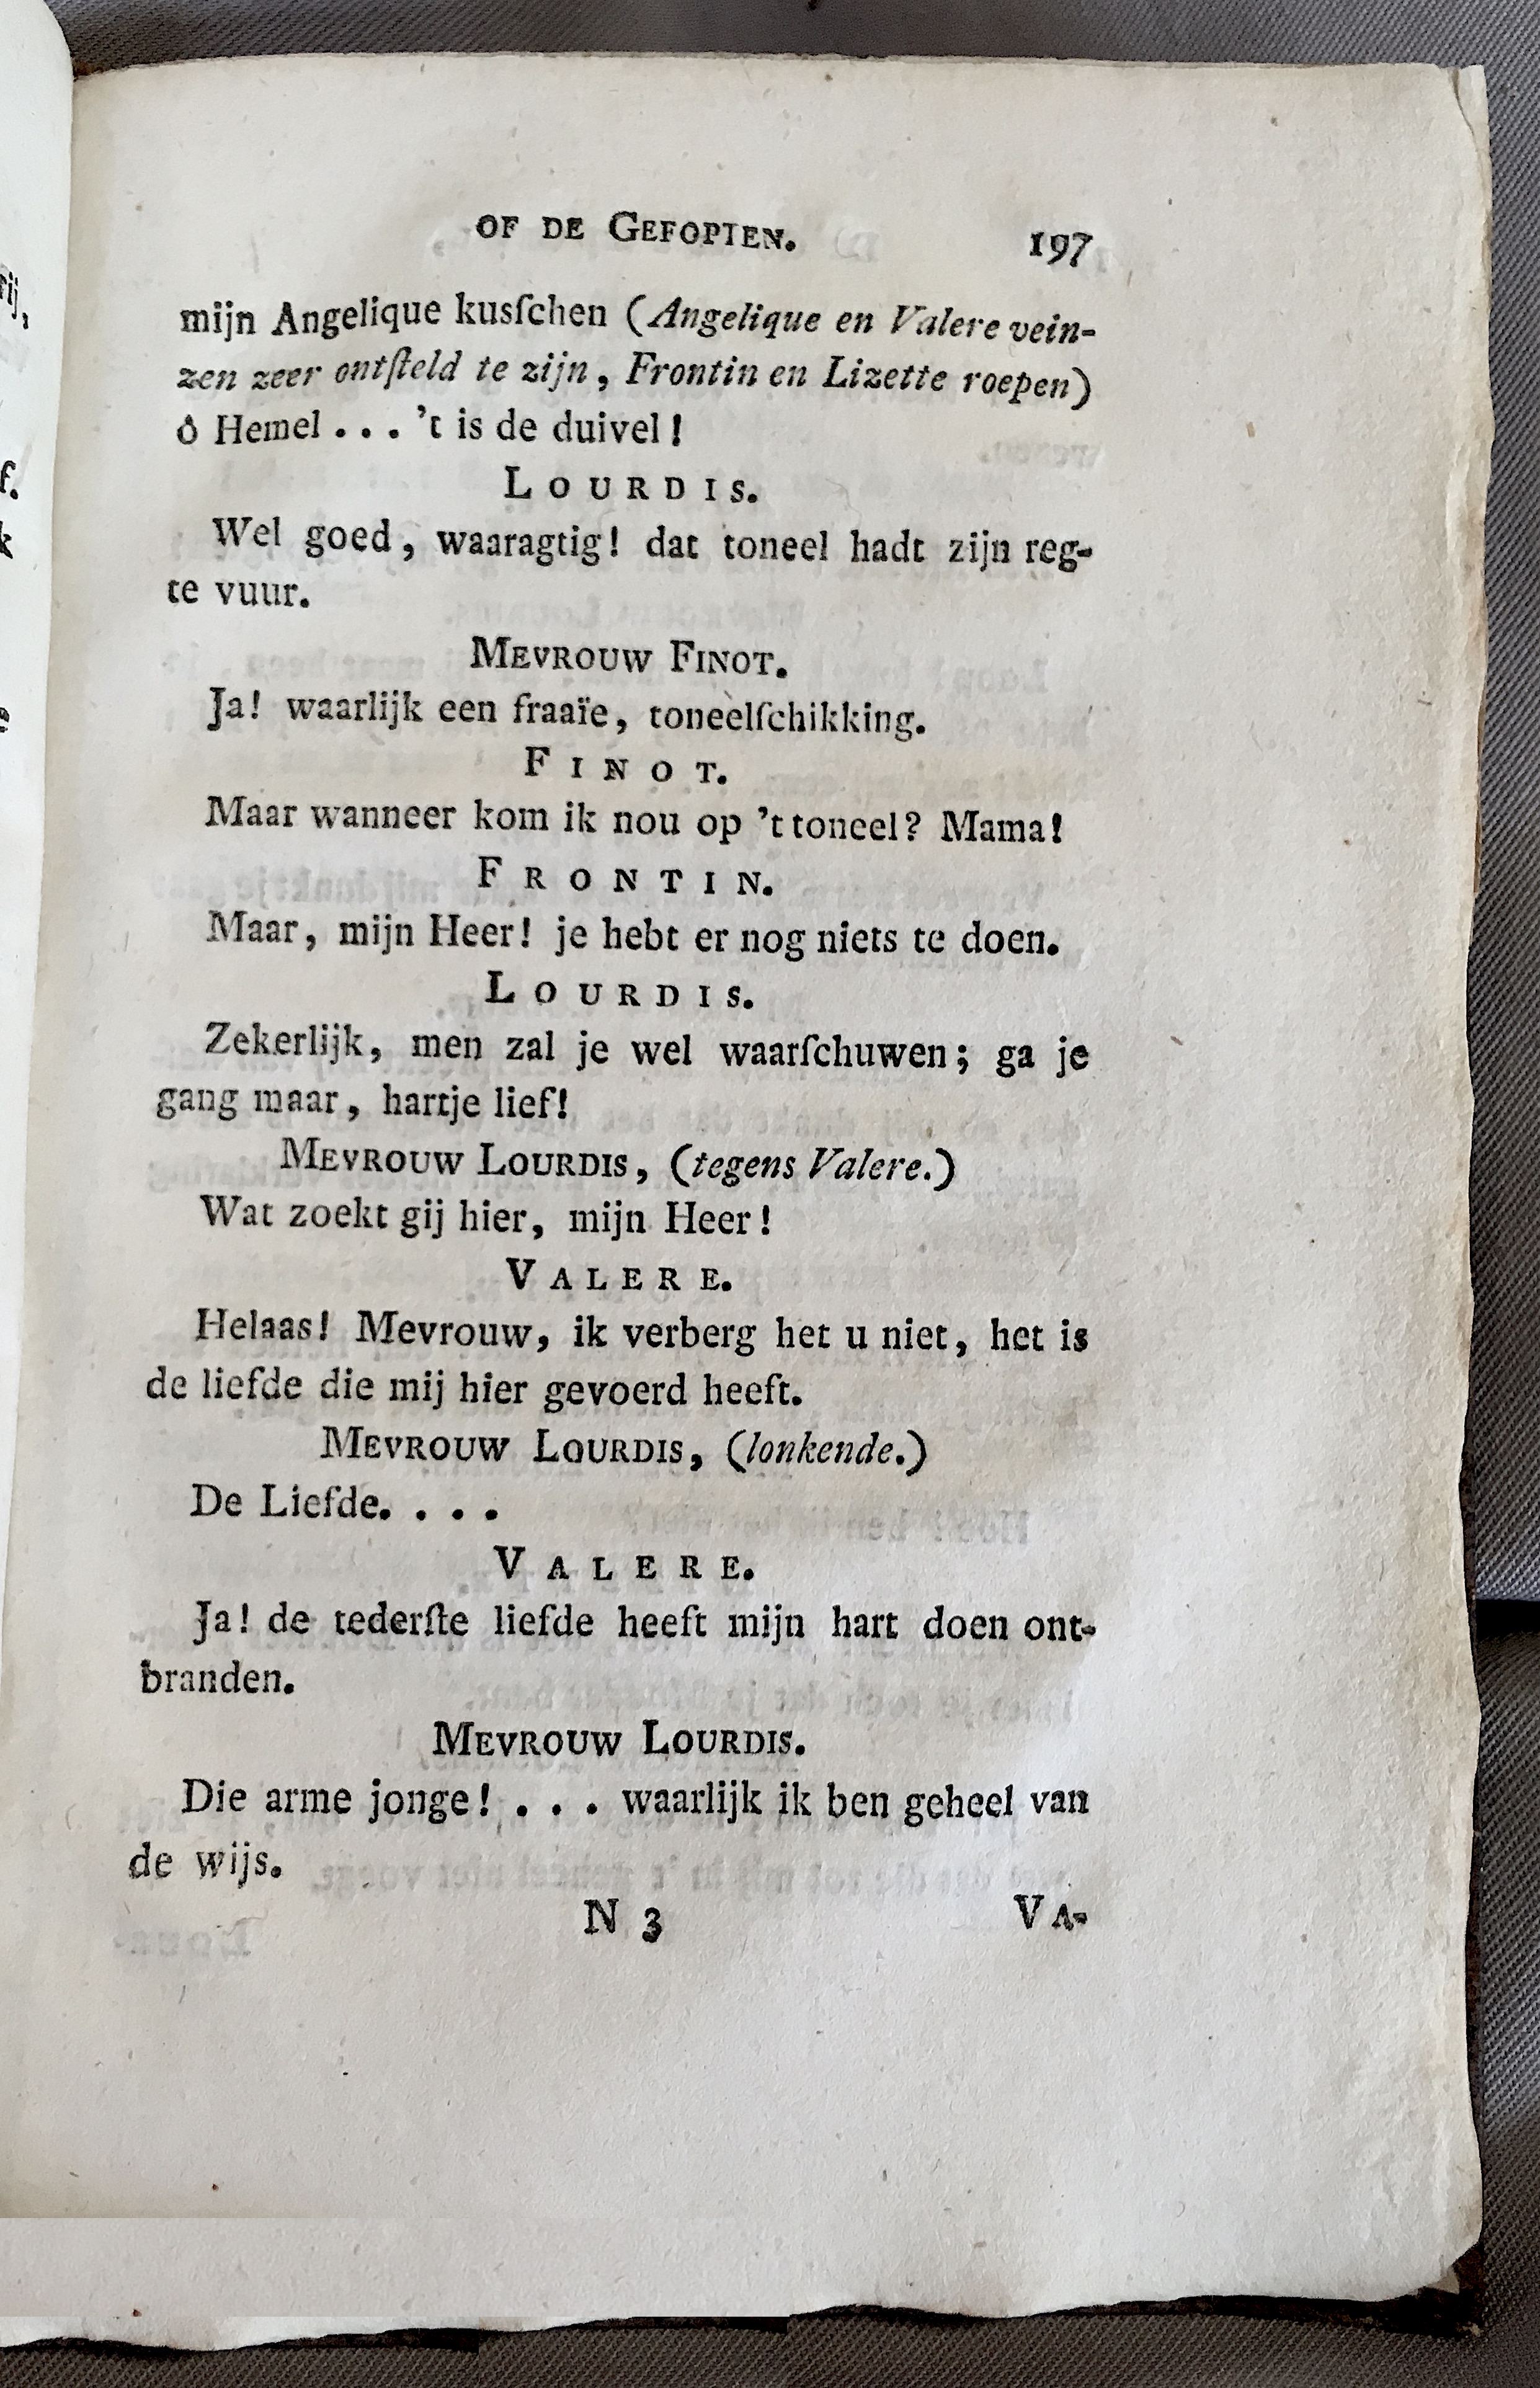 OF DE GEFOPTEN. 197
mijn Angelique kusſchen (Angelique en Valere vein-
zen zeer ontſteld te zijn, Frontin en Lizette roepen)
ô Hemel . . . 't is de duivel!
LOURDIS.
Wel goed, waaragtig! dat toneel hadt zijn reg-
te vuur.
MEVROUW FINOT.
Ja! waarlijk een fraaïe, toneelſchikking.
FINOT.
Maar wanneer kom ik nou op 't toneel? Mama!
FRONTIN.
Maar, mijn Heer! je hebt er nog niets te doen.
LOURDIS.
Zekerlijk, men zal je wel waarſchuwen; ga je
gang maar, hartje lief!
MEVROUW LOURDIS, (tegens Valere.)
Wat zoekt gij hier, mijn Heer!
VALERE.
Helaas! Mevrouw, ik verberg het u niet, het is
de liefde die mij hier gevoerd heeft.
MEVROUW LOURDIS, (lonkende.)
De Liefde. . . .
VALERE.
Ja! de tederſte liefde heeft mijn hart doen ont-
branden.
MEVROUW LOURDIS.
Die arme jonge! . . . waarlijk ik ben geheel van
de wijs.
N 3 VA-